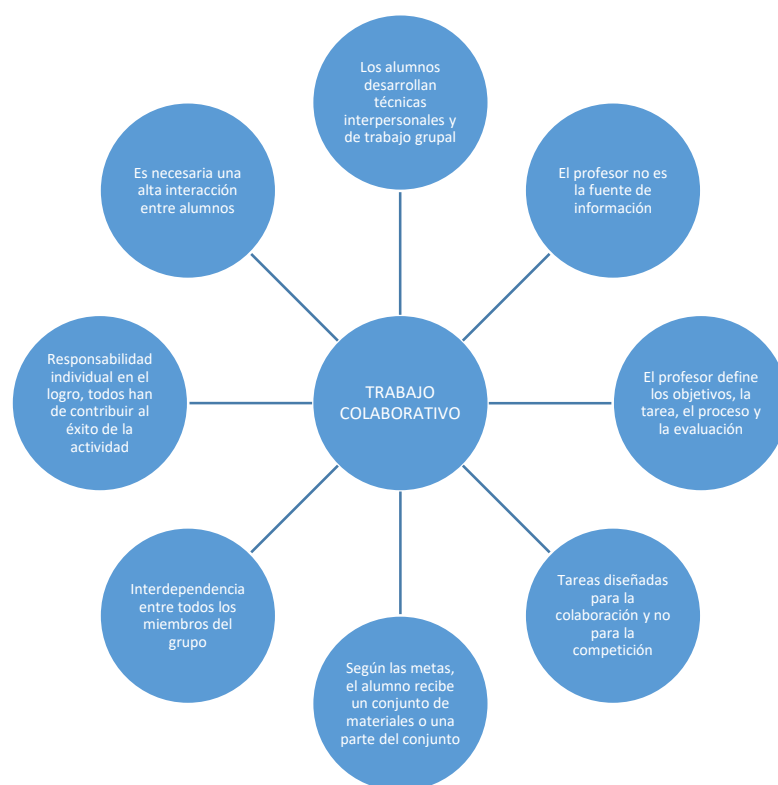 Los alumnos
desarrollan
técnicas
interpersonales y
de trabajo grupal
El profesor no es
la fuente de
información
El profesor define
los objetivos, la
tarea, el proceso y
la evaluación
Tareas diseñadas
para la
colaboración y no
para la
competición
Según las metas,
el alumno recibe
un conjunto de
materiales o una
parte del conjunto
Interdependencia
entre todos los
miembros del
grupo
Responsabilidad
individual en el
logro, todos han
de contribuir al
éxito de la
actividad
Es necesaria una
alta interacción
entre alumnos
TRABAJO
COLABORATIVO